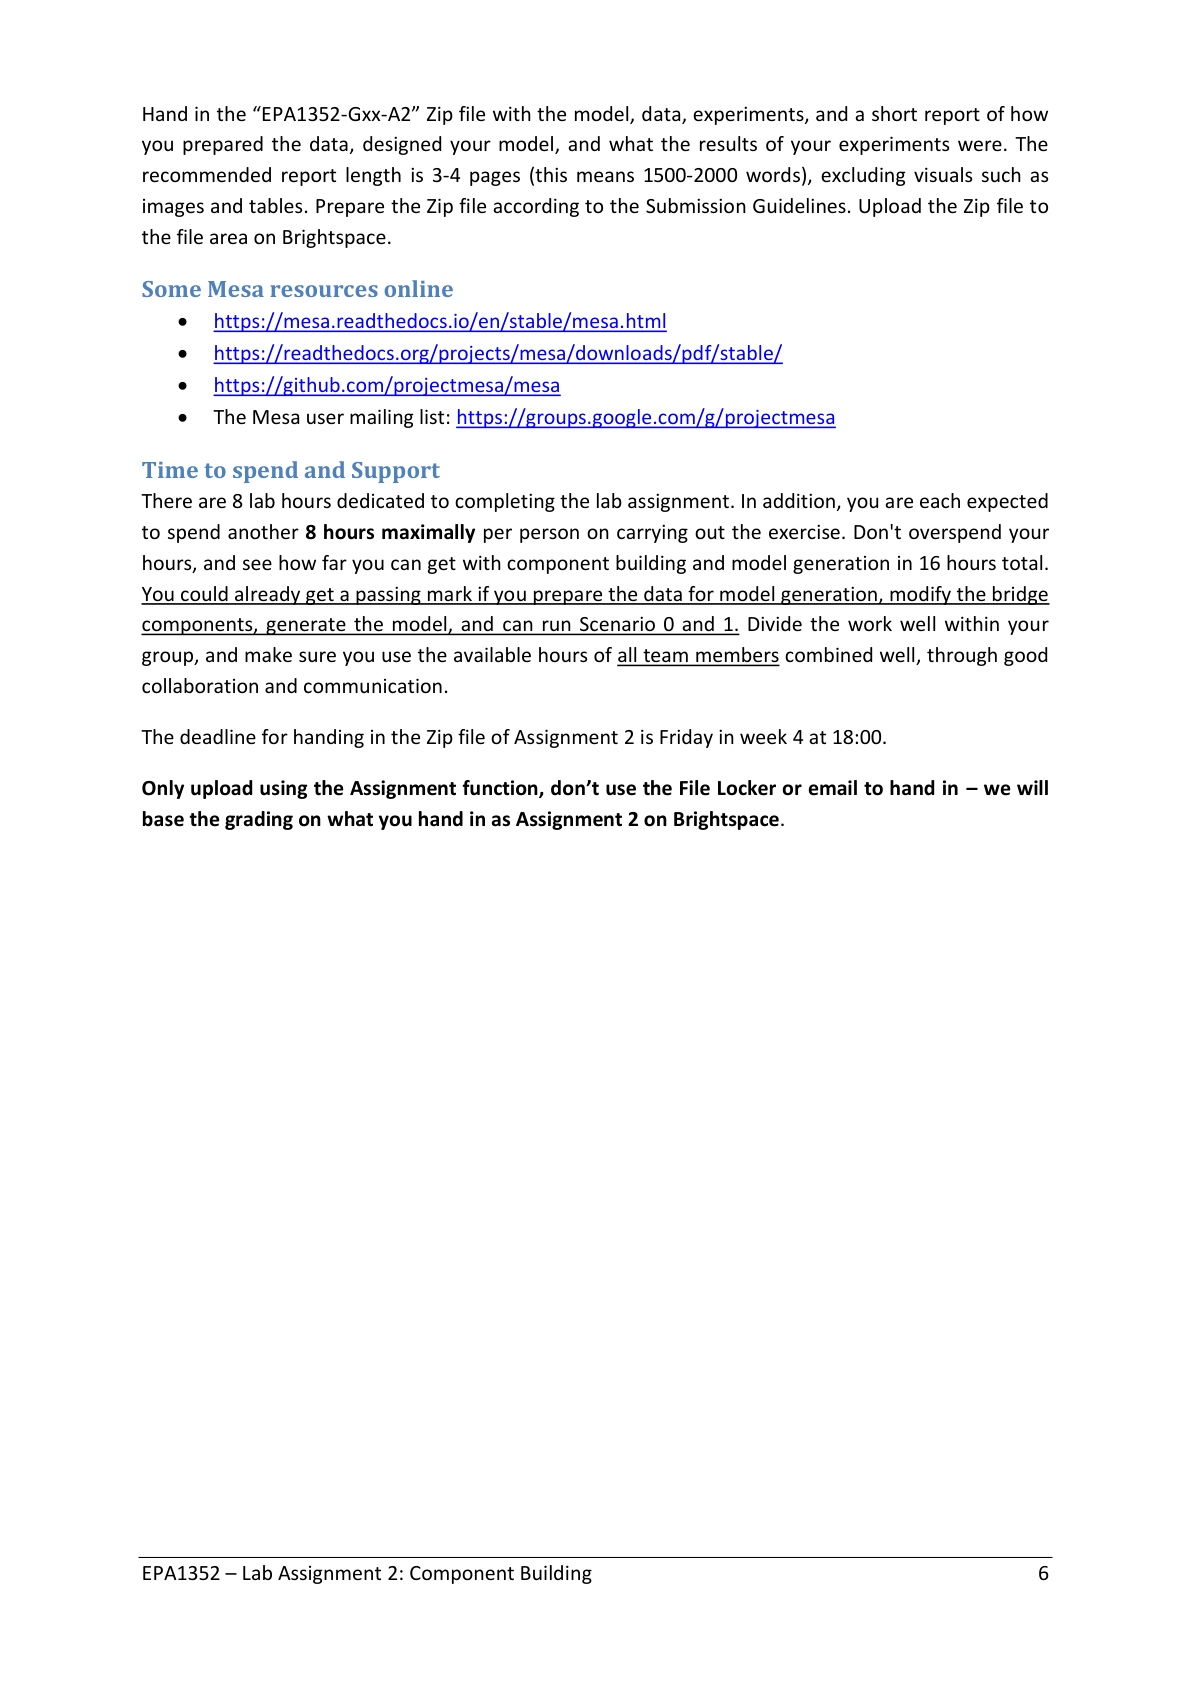 Hand in the “EPA1352-Gxx-A2” Zip file with the model, data, experiments, and a short report of how
you prepared the data, designed your model, and what the results of your experiments were. The
recommended report length is 3-4 pages (this means 1500-2000 words), excluding visuals such as
images and tables. Prepare the Zip file according to the Submission Guidelines. Upload the Zip file to
the file area on Brightspace.
Some Mesa resources online
• https://mesa.readthedocs.io/en/stable/mesa.html
• https://readthedocs.org/projects/mesa/downloads/pdf/stable/
• https://github.com/projectmesa/mesa
• The Mesa user mailing list: https://groups.google.com/g/projectmesa
Time to spend and Support
There are 8 lab hours dedicated to completing the lab assignment. In addition, you are each expected
to spend another 8 hours maximally per person on carrying out the exercise. Don't overspend your
hours, and see how far you can get with component building and model generation in 16 hours total.
You could already get a passing mark if you prepare the data for model generation, modify the bridge
components, generate the model, and can run Scenario 0 and 1. Divide the work well within your
group, and make sure you use the available hours of all team members combined well, through good
collaboration and communication.
The deadline for handing in the Zip file of Assignment 2 is Friday in week 4 at 18:00.
Only upload using the Assignment function, don’t use the File Locker or email to hand in – we will
base the grading on what you hand in as Assignment 2 on Brightspace.
EPA1352 – Lab Assignment 2: Component Building 6